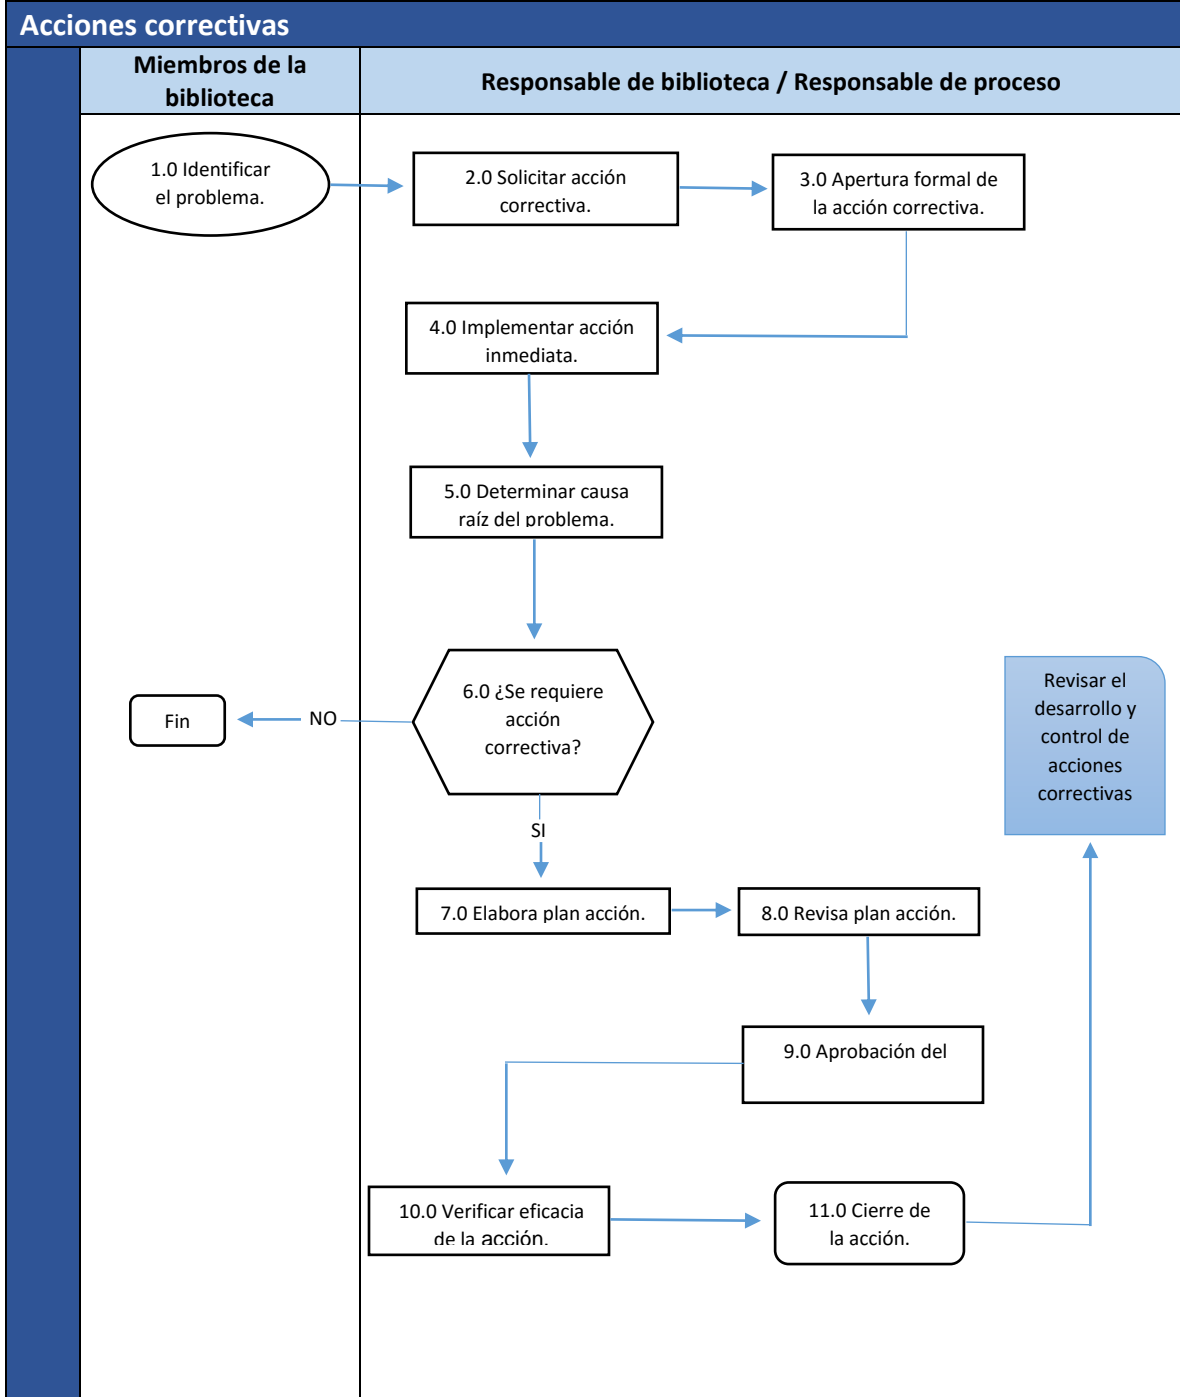 Acciones correctivas
Miembros de la
biblioteca
Responsable de biblioteca / Responsable de proceso
1.0 Identificar
el problema.
2.0 Solicitar acción
correctiva.
3.0 Apertura formal de
la acción correctiva.
4.0 Implementar acción
inmediata.
5.0 Determinar causa
raíz del problema.
6.0 ¿Se requiere
acción
correctiva?
NO
Fin
SI
Revisar el
desarrollo y
control de
acciones
correctivas
7.0 Elabora plan acción.
8.0 Revisa plan acción.
9.0 Aprobación del
10.0 Verificar eficacia
de la acción.
11.0 Cierre de
la acción.